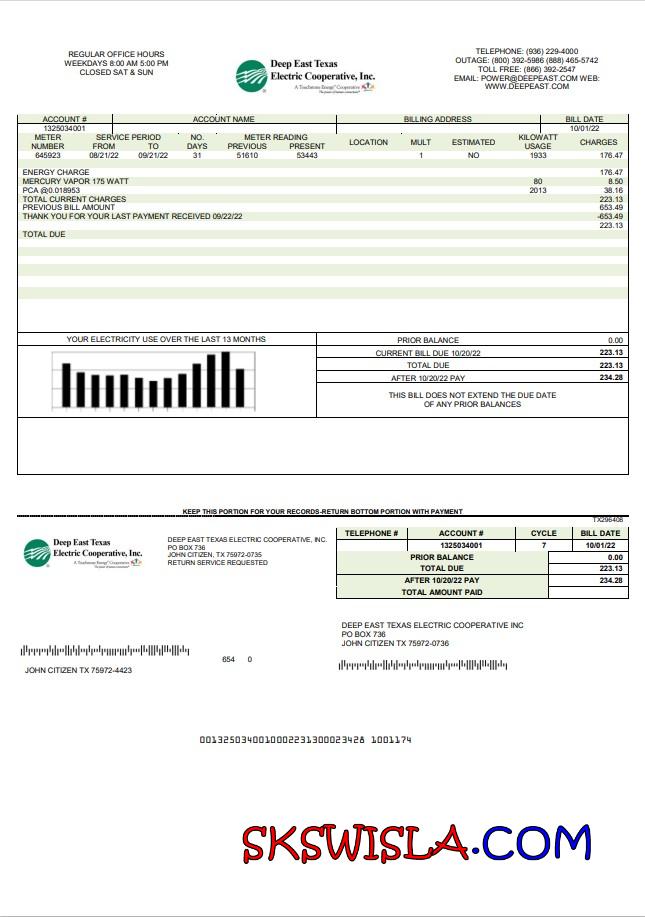 REGULAR OFFICE HOURS
WEEKDAYS 8:00 AM 5:00 PM
CLOSED SAT & SUN
Deep East Texas
Electric Cooperative, Inc.
A Touchstone Energy® Cooperative
The power of human connections®
TELEPHONE: (936) 229-4000
OUTAGE: (800) 392-5986 (888) 465-5742
TOLL FREE: (866) 392-2547
EMAIL: POWER@DEEPEAST.COM WEB:
WWW.DEEPEAST.COM
ACCOUNT # ACCOUNT NAME BILLING ADDRESS BILL DATE
1325034001 10/01/22
METER NUMBER SERVICE PERIOD FROM TO NO. DAYS METER READING PREVIOUS PRESENT LOCATION MULT ESTIMATED KILOWATT USAGE CHARGES
645923 08/21/22 09/21/22 31 51610 53443 1 NO 1933 176.47
ENERGY CHARGE 176.47
MERCURY VAPOR 175 WATT 80 8.50
PCA @0.018953 2013 38.16
TOTAL CURRENT CHARGES 223.13
PREVIOUS BILL AMOUNT 653.49
THANK YOU FOR YOUR LAST PAYMENT RECEIVED 09/22/22 -653.49
223.13
TOTAL DUE
YOUR ELECTRICITY USE OVER THE LAST 13 MONTHS
PRIOR BALANCE 0.00
CURRENT BILL DUE 10/20/22 223.13
TOTAL DUE 223.13
AFTER 10/20/22 PAY 234.28
THIS BILL DOES NOT EXTEND THE DUE DATE
OF ANY PRIOR BALANCES
KEEP THIS PORTION FOR YOUR RECORDS-RETURN BOTTOM PORTION WITH PAYMENT
TX296408
Deep East Texas
Electric Cooperative, Inc.
A Touchstone Energy® Cooperative
The power of human connections®
DEEP EAST TEXAS ELECTRIC COOPERATIVE, INC.
PO BOX 736
JOHN CITIZEN, TX 75972-0735
RETURN SERVICE REQUESTED
TELEPHONE # ACCOUNT # CYCLE BILL DATE
1325034001 7 10/01/22
PRIOR BALANCE 0.00
TOTAL DUE 223.13
AFTER 10/20/22 PAY 234.28
TOTAL AMOUNT PAID
DEEP EAST TEXAS ELECTRIC COOPERATIVE INC
PO BOX 736
JOHN CITIZEN TX 75972-0736
654 0
JOHN CITIZEN TX 75972-4423
0013250340010002231300023428 1001174
SKSWISLA.COM